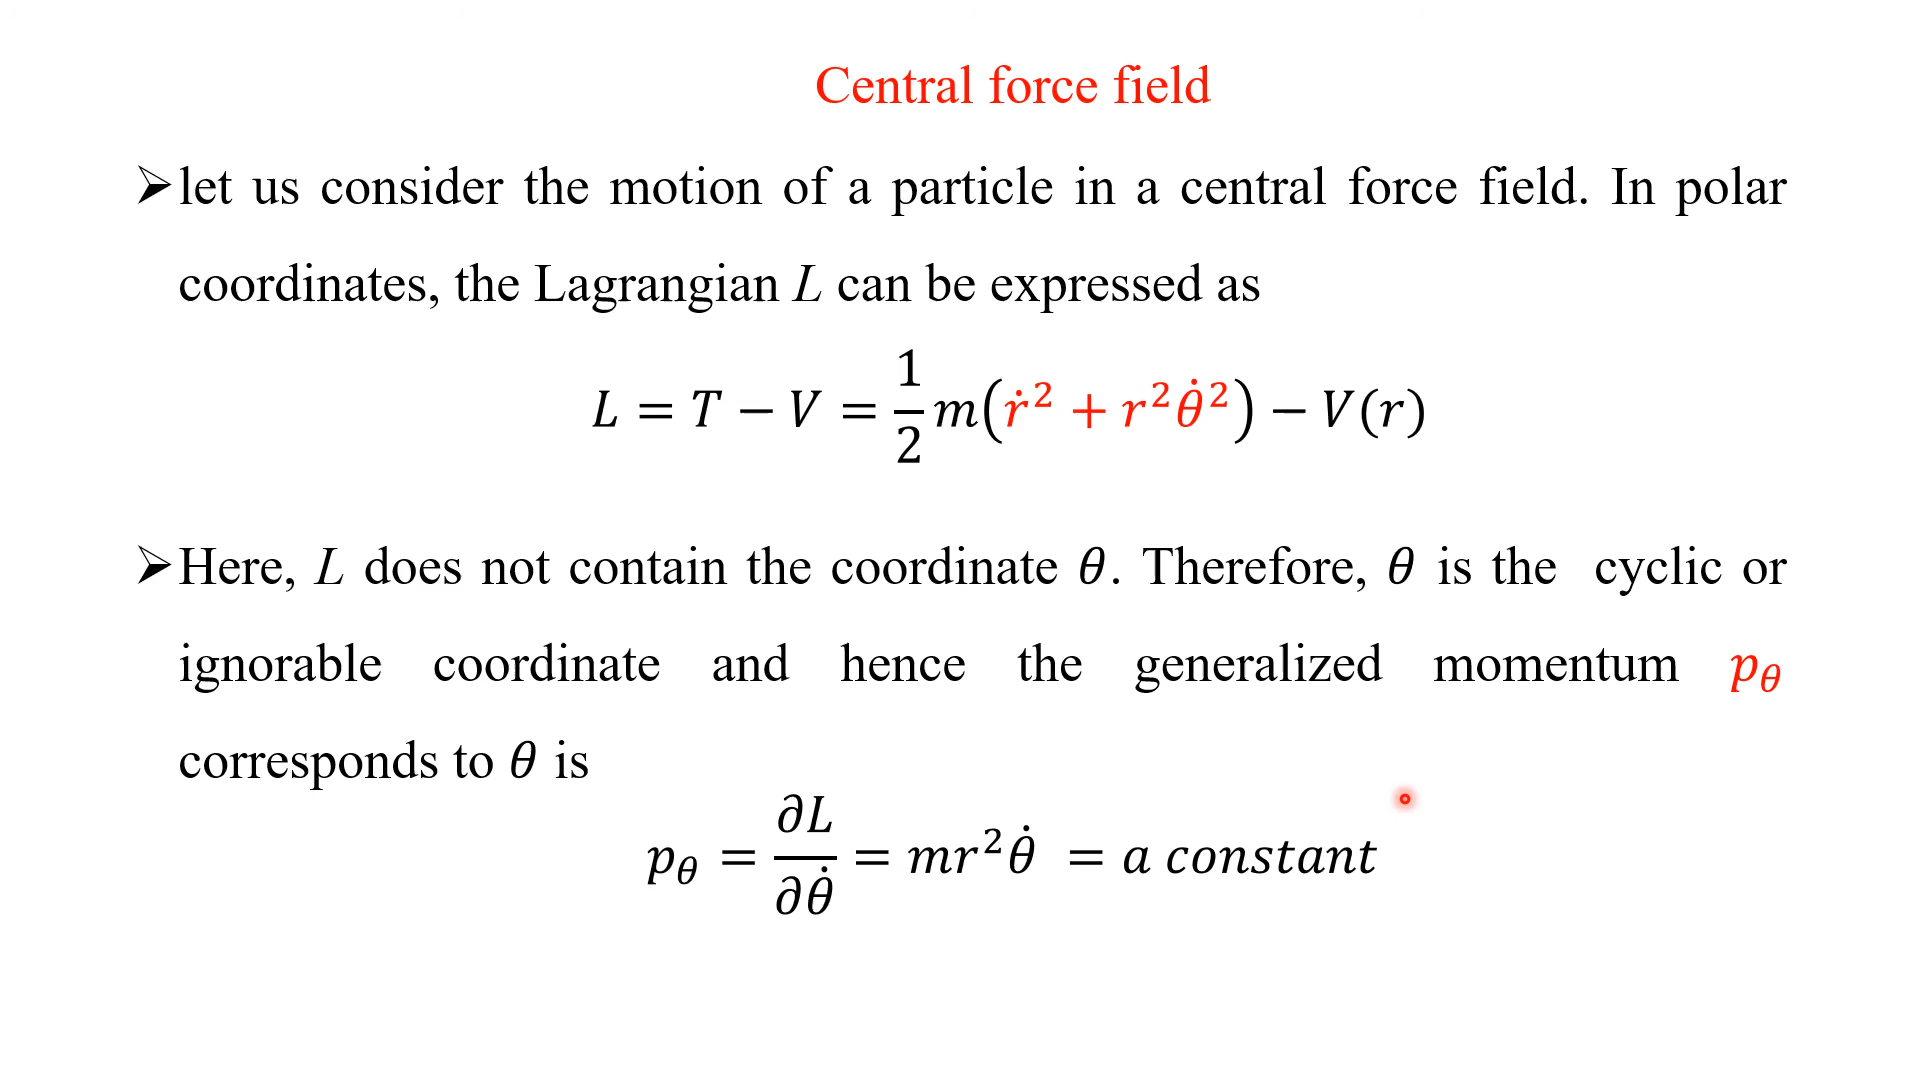 Central force field
➢let us consider the motion of a particle in a central force field. In polar
coordinates, the Lagrangian L can be expressed as
L = T − V = 1/2 m(ṙ² + r²θ̇²) − V(r)
➢Here, L does not contain the coordinate θ. Therefore, θ is the cyclic or
ignorable coordinate and hence the generalized momentum p_θ
corresponds to θ is
p_θ = ∂L/∂θ̇ = mr²θ̇ = a constant